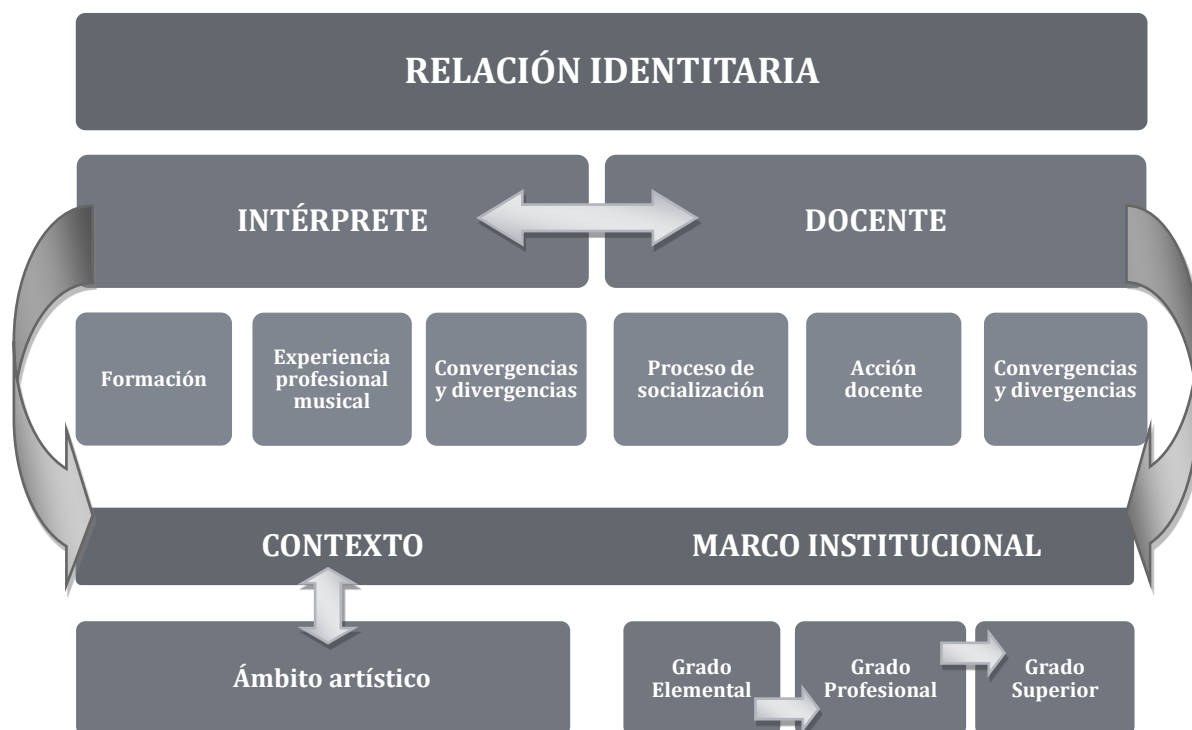 RELACIÓN IDENTITARIA
INTÉRPRETE
DOCENTE
Formación
Experiencia
profesional
musical
Convergencias
y divergencias
Proceso de
socialización
Acción
docente
Convergencias
y divergencias
CONTEXTO
MARCO INSTITUCIONAL
Ámbito artístico
Grado
Elemental
Grado
Profesional
Grado
Superior